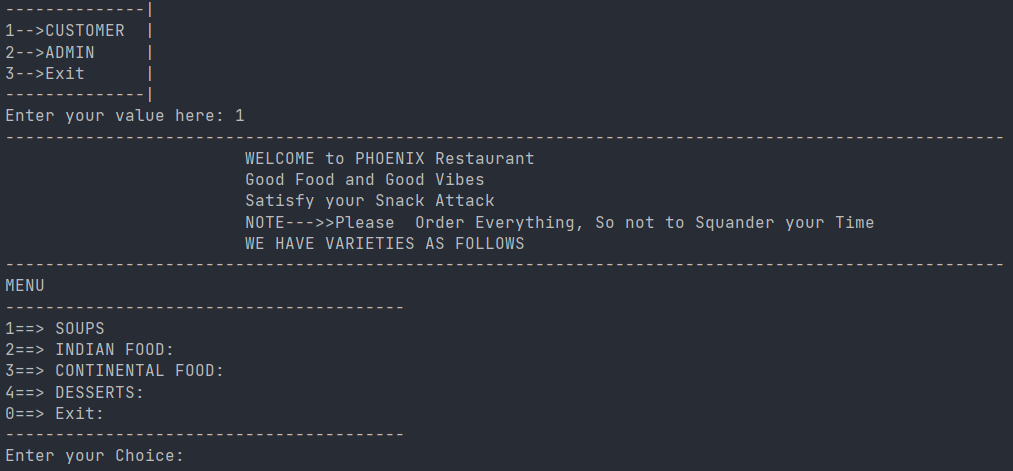 --------------|
1-->CUSTOMER  |
2-->ADMIN     |
3-->Exit      |
--------------|
Enter your value here: 1
----------------------------------------------------------------------------------------------------
WELCOME to PHOENIX Restaurant
Good Food and Good Vibes
Satisfy your Snack Attack
NOTE--->>Please  Order Everything, So not to Squander your Time
WE HAVE VARIETIES AS FOLLOWS
----------------------------------------------------------------------------------------------------
MENU
----------------------------------------
1==> SOUPS
2==> INDIAN FOOD:
3==> CONTINENTAL FOOD:
4==> DESSERTS:
0==> Exit:
----------------------------------------
Enter your Choice: